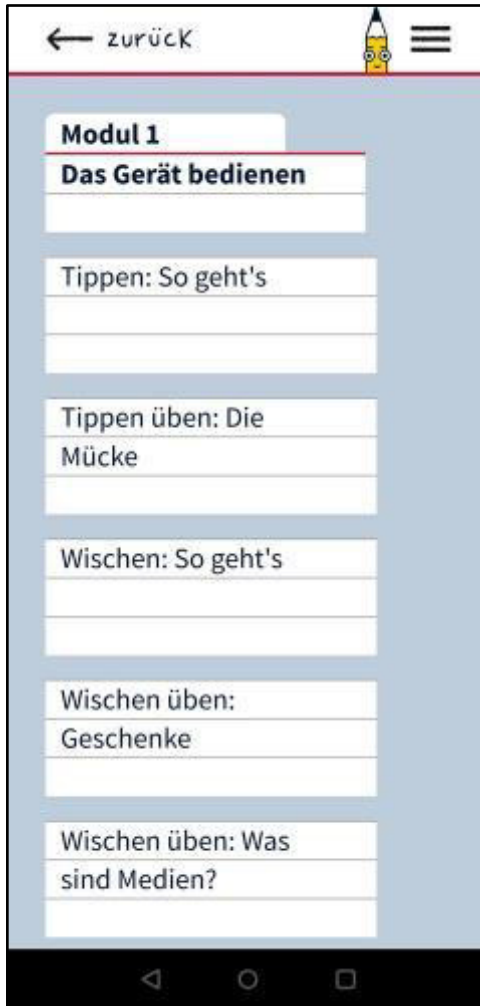 zurück
Modul 1
Das Gerät bedienen
Tippen: So geht's
Tippen üben: Die
Mücke
Wischen: So geht's
Wischen üben:
Geschenke
Wischen üben: Was
sind Medien?